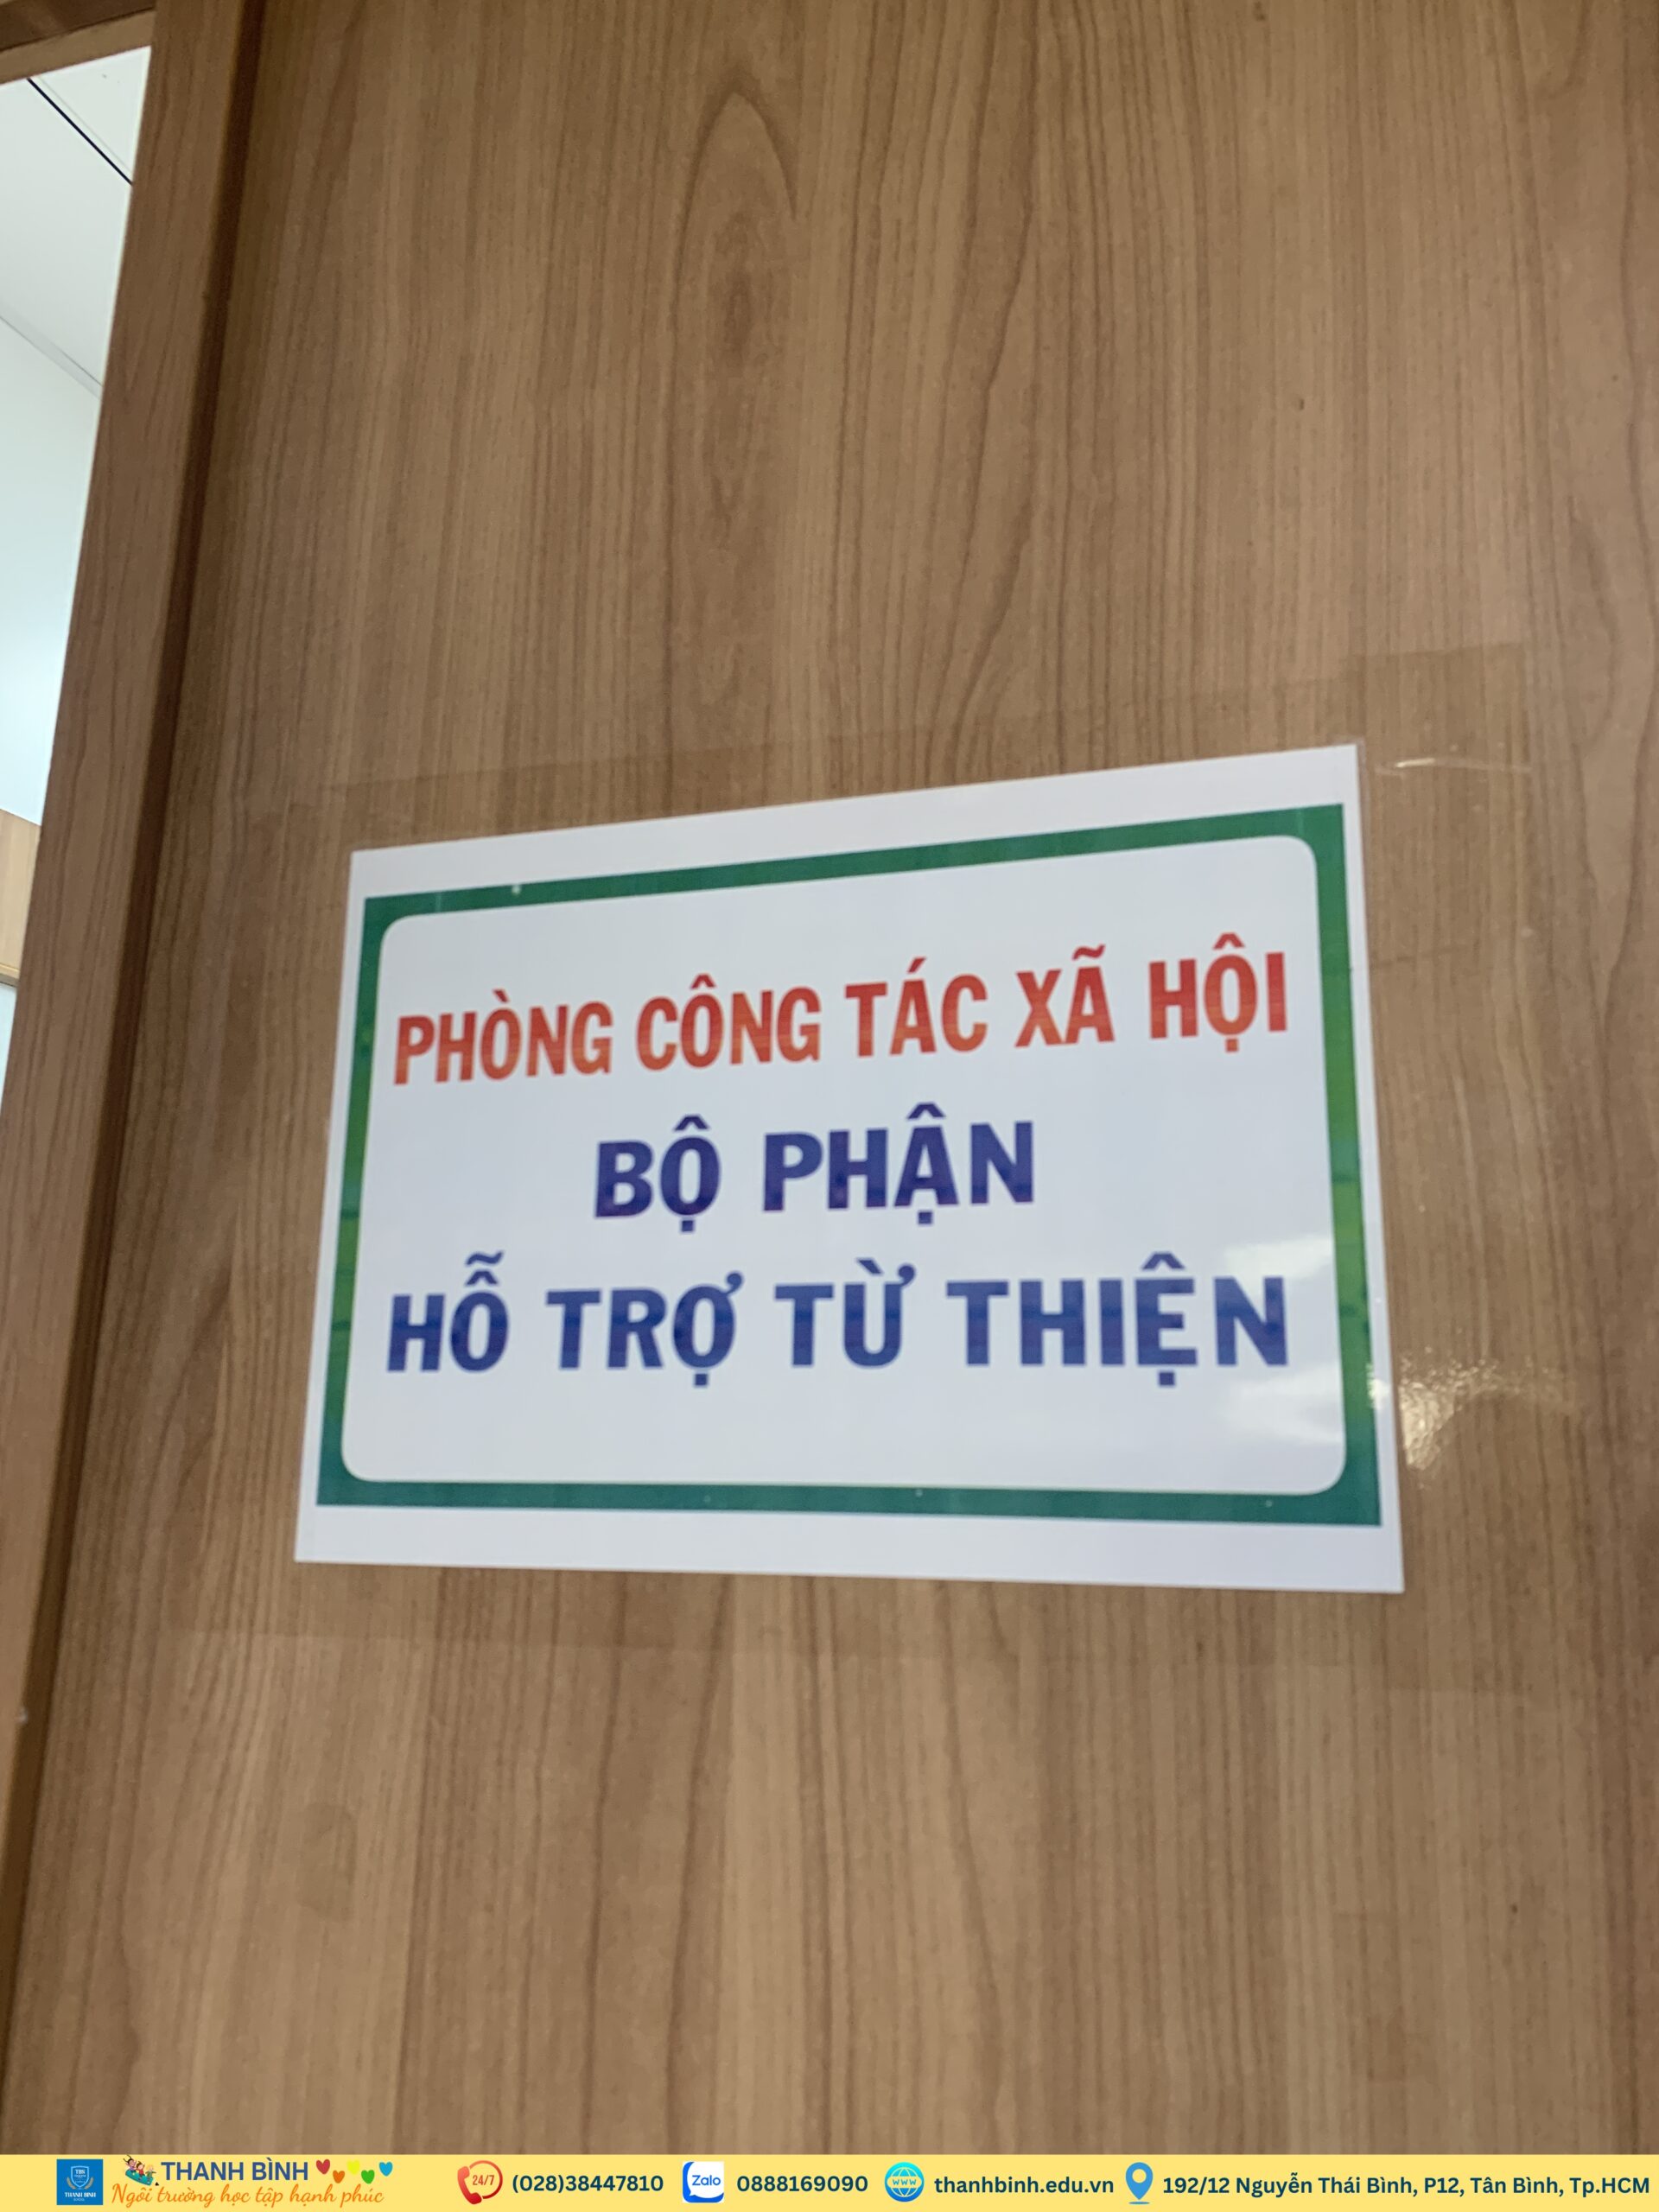 PHÒNG CÔNG TÁC XÃ HỘI
BỘ PHẬN
HỖ TRỢ TỪ THIỆN
THANH BÌNH
Ngôi trường học tập hạnh phúc
24/7
(028)38447810
Zalo
0888169090
WWW
thanhbinh.edu.vn
192/12 Nguyễn Thái Bình, P12, Tân Bình, Tp.HCM
THANH BÌNH